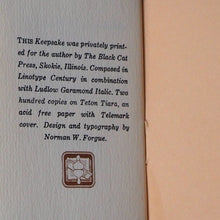 THIS Keepsake was privately print-
ed for the author by The Black Cat
Press, Skokie, Illinois. Composed in
Linotype Century in combination
with Ludlow Garamond Italic. Two
hundred copies on Teton Tiara, an
acid free paper with Telemark
cover. Design and typography by
Norman W. Forgue.